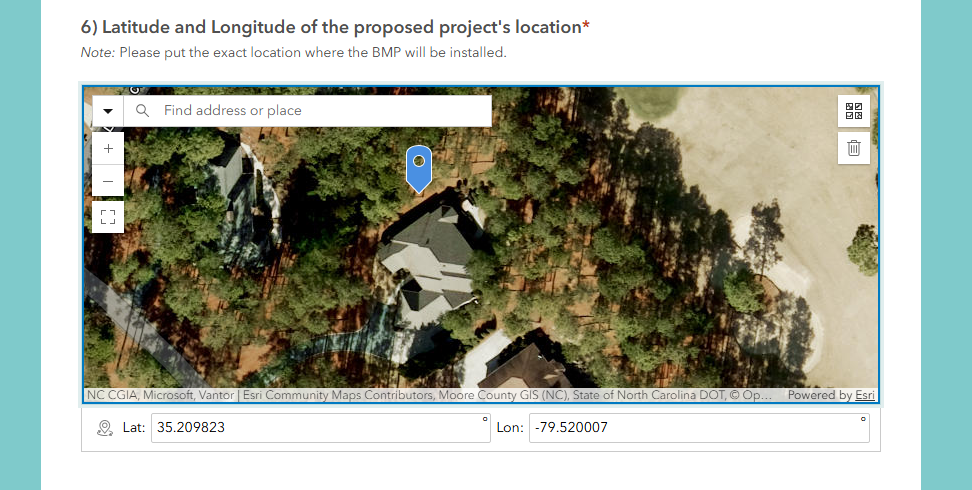 6) Latitude and Longitude of the proposed project's location*
Note: Please put the exact location where the BMP will be installed.
Find address or place
NC CGIA, Microsoft, Vantor | Esri Community Maps Contributors, Moore County GIS (NC), State of North Carolina DOT, © Op... Powered by Esri
Lat: 35.209823 ° Lon: -79.520007 °